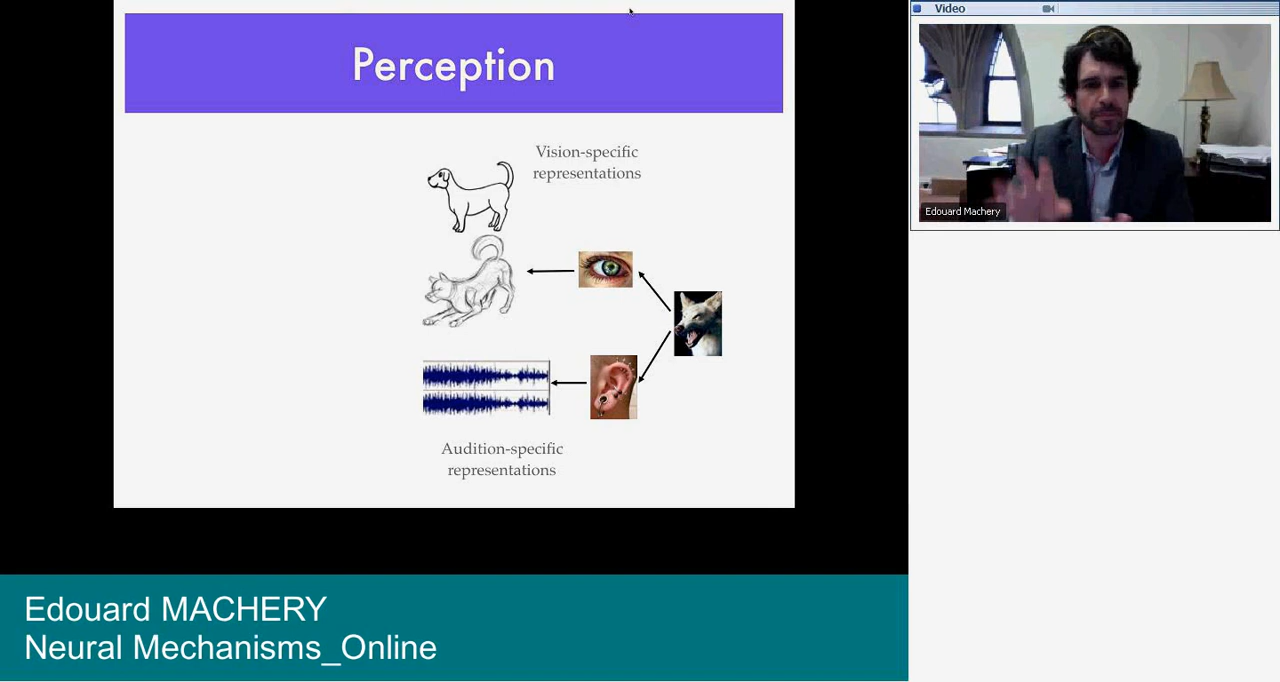 Perception
Vision-specific
representations
Audition-specific
representations
Video
Edouard Machery
Edouard MACHERY
Neural Mechanisms_Online